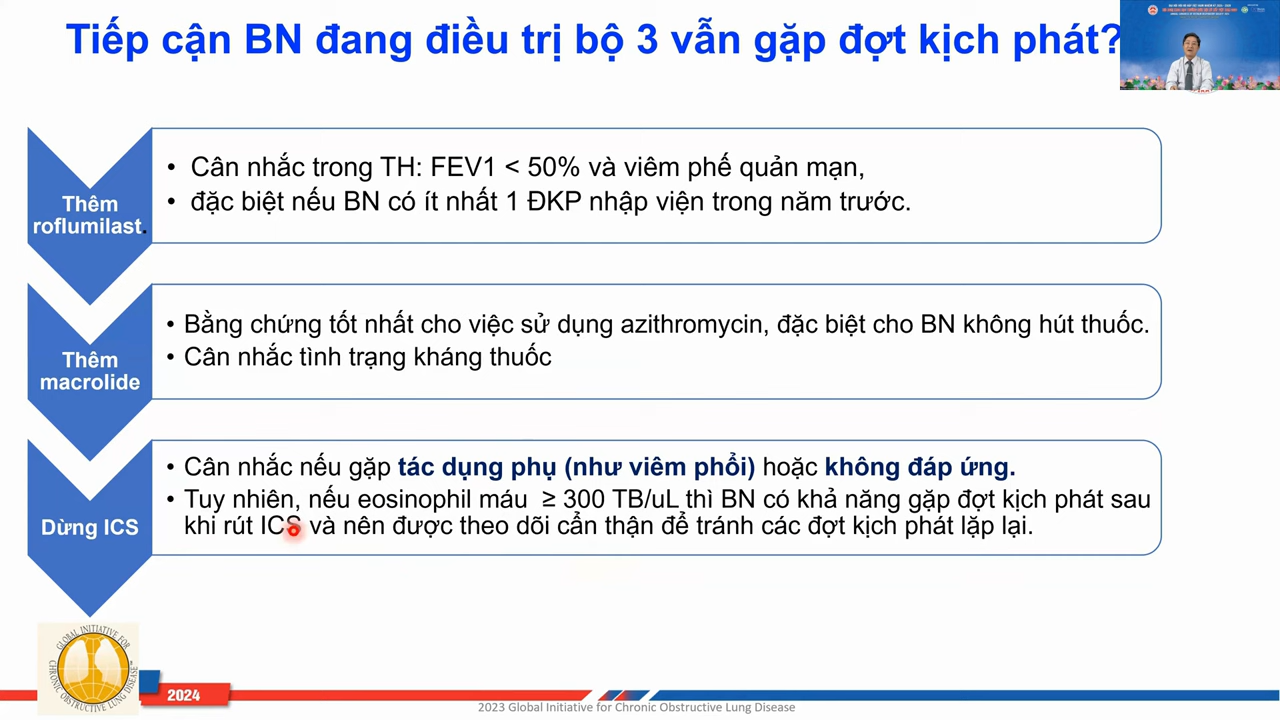 Tiếp cận BN đang điều trị bộ 3 vẫn gặp đợt kịch phát?
Thêm
roflumilast.
• Cân nhắc trong TH: FEV1 < 50% và viêm phế quản mạn,
• đặc biệt nếu BN có ít nhất 1 ĐKP nhập viện trong năm trước.
Thêm
macrolide
• Bằng chứng tốt nhất cho việc sử dụng azithromycin, đặc biệt cho BN không hút thuốc.
• Cân nhắc tình trạng kháng thuốc
Dừng ICS
• Cân nhắc nếu gặp tác dụng phụ (như viêm phổi) hoặc không đáp ứng.
• Tuy nhiên, nếu eosinophil máu ≥ 300 TB/uL thì BN có khả năng gặp đợt kịch phát sau
khi rút ICS và nên được theo dõi cẩn thận để tránh các đợt kịch phát lặp lại.
GLOBAL INITIATIVE FOR
CHRONIC OBSTRUCTIVE LUNG DISEASE
2024
2023 Global Initiative for Chronic Obstructive Lung Disease